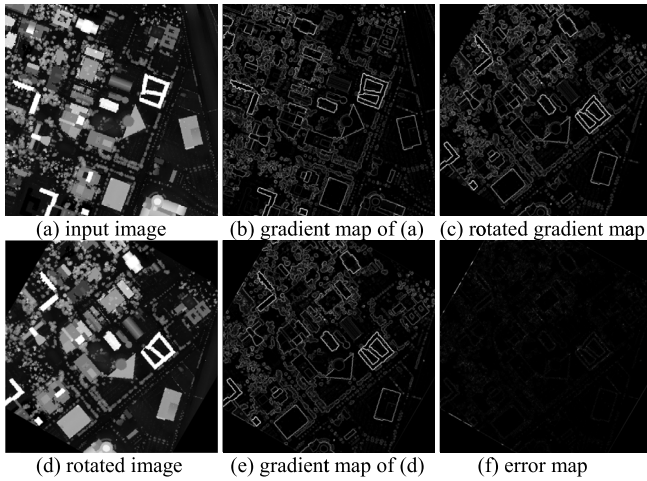 (a) input image
(b) gradient map of (a)
(c) rotated gradient map
(d) rotated image
(e) gradient map of (d)
(f) error map